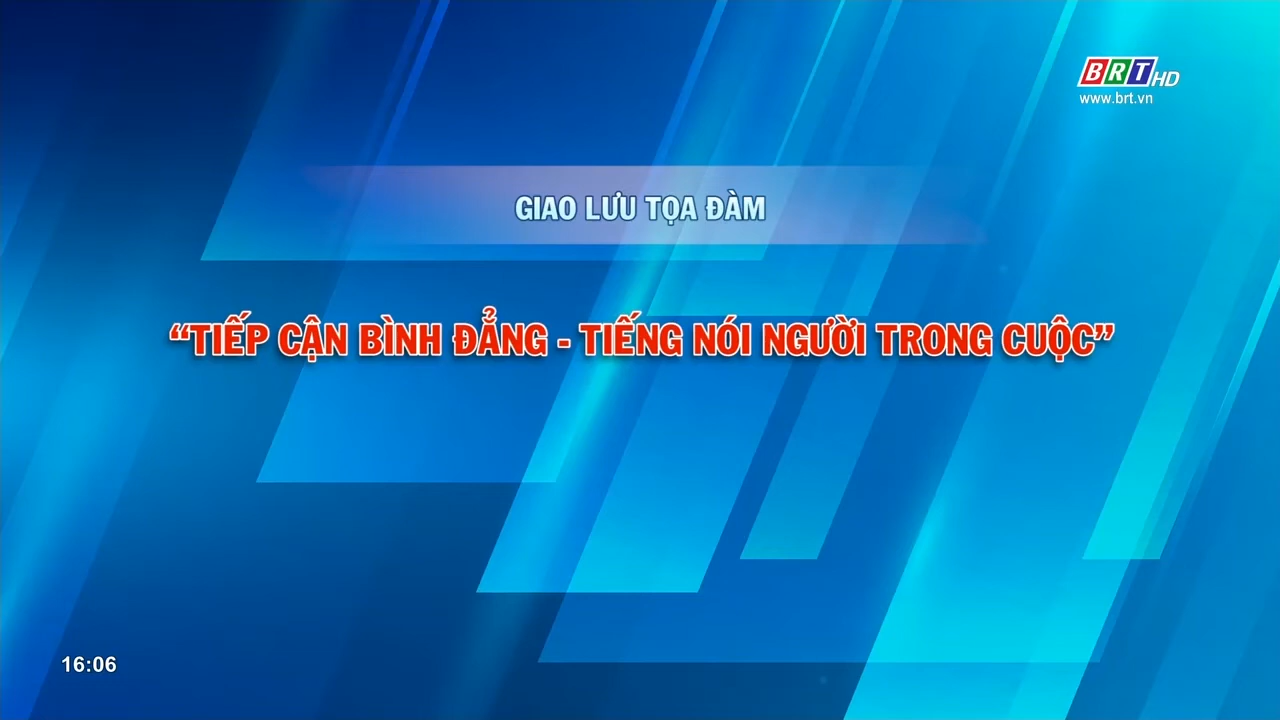 BRT HD
www.brt.vn
GIAO LƯU TỌA ĐÀM
“TIẾP CẬN BÌNH ĐẲNG - TIẾNG NÓI NGƯỜI TRONG CUỘC”
16:06